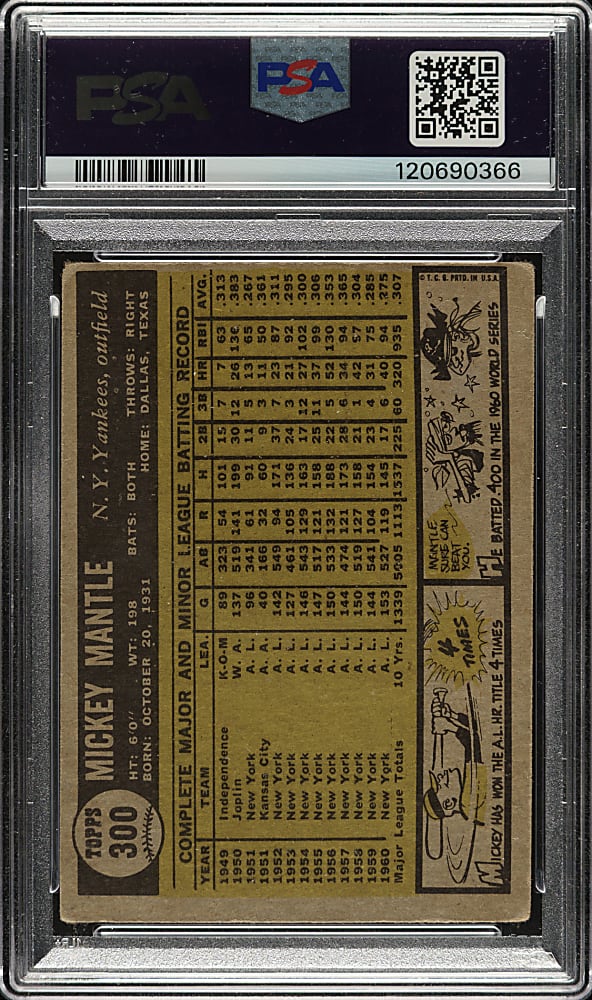 PSA
PSA
120690366
TOPPS
300
MICKEY MANTLE N.Y. Yankees, outfield
HT: 6'0" WT: 198 BATS: BOTH THROWS: RIGHT
BORN: OCTOBER 20, 1931 HOME: DALLAS, TEXAS
COMPLETE MAJOR AND MINOR LEAGUE BATTING RECORD
YEAR TEAM LEA. G AB R H 2B 3B HR RBI AVG.
1949 Independence K-O-M 89 323 54 101 15 7 7 63 .313
1950 Joplin W. A. 137 519 141 199 30 12 26 136 .383
1951 New York A. L. 96 341 61 91 11 5 13 65 .267
1951 Kansas City A. A. 40 166 32 60 9 3 11 50 .361
1952 New York A. L. 142 549 94 171 37 7 23 87 .311
1953 New York A. L. 127 461 105 136 24 3 21 92 .295
1954 New York A. L. 146 543 129 163 17 12 27 102 .300
1955 New York A. L. 147 517 121 158 25 11 37 99 .306
1956 New York A. L. 150 533 132 188 22 5 52 130 .353
1957 New York A. L. 144 474 121 173 28 6 34 94 .365
1958 New York A. L. 150 519 127 158 21 1 42 97 .304
1959 New York A. L. 144 541 104 154 23 4 31 75 .285
1960 New York A. L. 153 527 119 145 17 6 40 94 .275
Major League Totals 10 Yrs. 1339 5005 1113 1537 225 60 320 935 .307
4 TIMES
MICKEY HAS WON THE A.L. HR. TITLE 4 TIMES
MANTLE
SURE CAN
BEAT
YOU.
HE BATTED .400 IN THE 1960 WORLD SERIES
© T. C. G. PRTD. IN U.S.A.